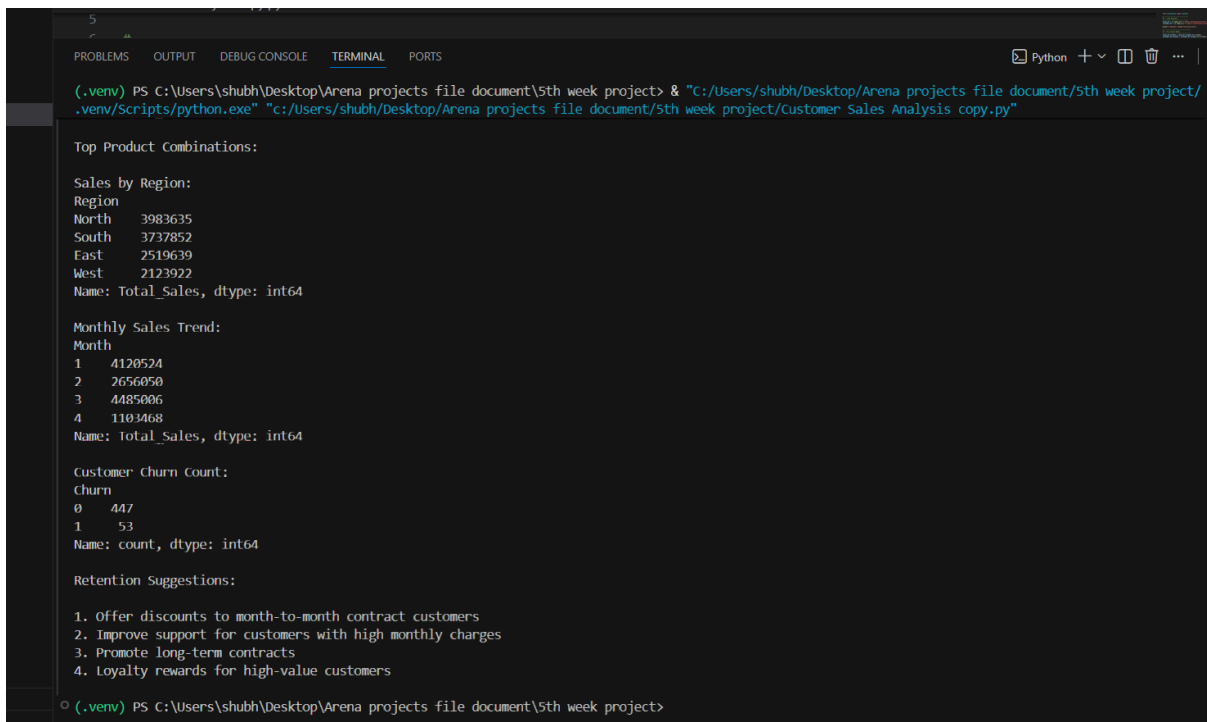 5
6 #
PROBLEMS OUTPUT DEBUG CONSOLE TERMINAL PORTS Python
(.venv) PS C:\Users\shubh\Desktop\Arena projects file document\5th week project> & "C:/Users/shubh/Desktop/Arena projects file document/5th week project/
.venv/Scripts/python.exe" "c:/Users/shubh/Desktop/Arena projects file document/5th week project/Customer Sales Analysis copy.py"
Top Product Combinations:
Sales by Region:
Region
North 3983635
South 3737852
East 2519639
West 2123922
Name: Total_Sales, dtype: int64
Monthly Sales Trend:
Month
1 4120524
2 2656050
3 4485006
4 1103468
Name: Total_Sales, dtype: int64
Customer Churn Count:
Churn
0 447
1 53
Name: count, dtype: int64
Retention Suggestions:
1. Offer discounts to month-to-month contract customers
2. Improve support for customers with high monthly charges
3. Promote long-term contracts
4. Loyalty rewards for high-value customers
(.venv) PS C:\Users\shubh\Desktop\Arena projects file document\5th week project>